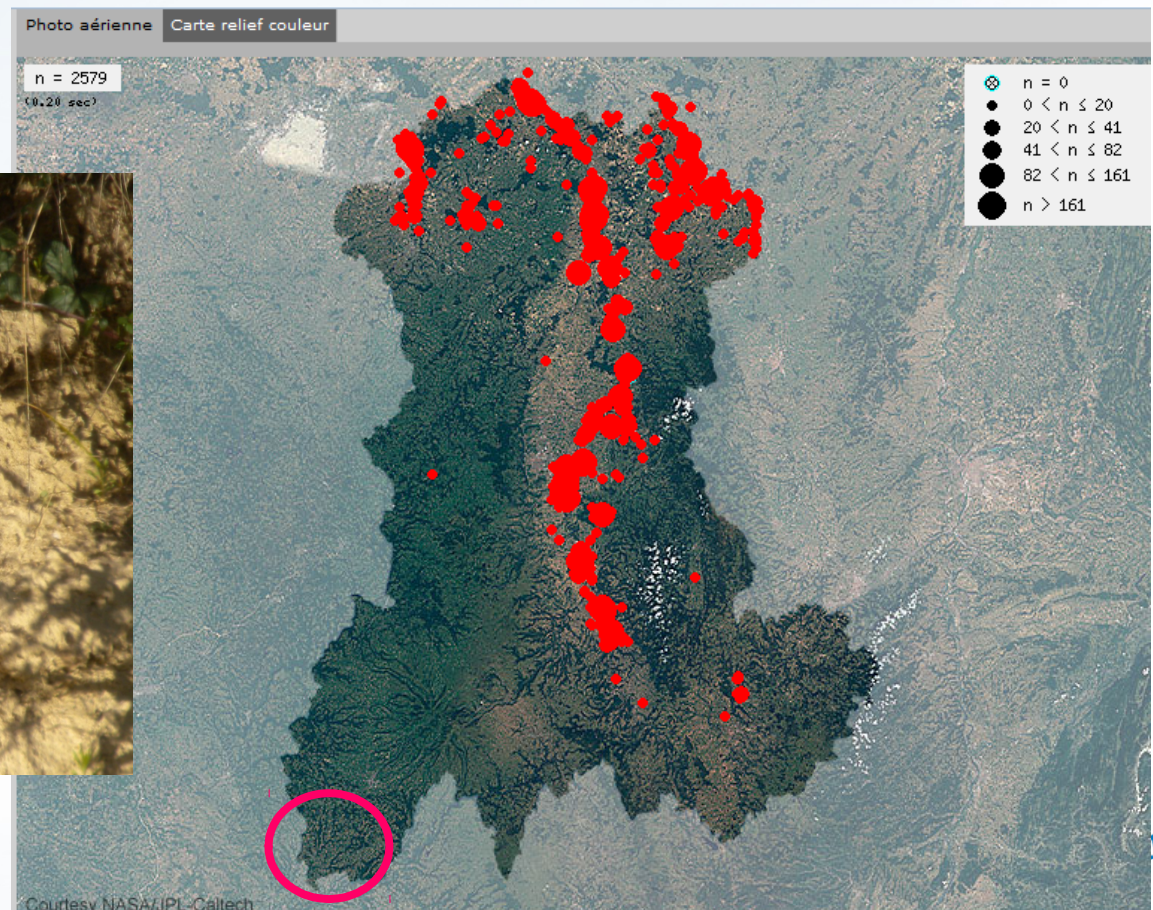 Photo aérienne Carte relief couleur
n = 2579
(0.20 sec)
n = 0
0 < n ≤ 20
20 < n ≤ 41
41 < n ≤ 82
82 < n ≤ 161
n > 161
Courtesy NASA/JPL-Caltech